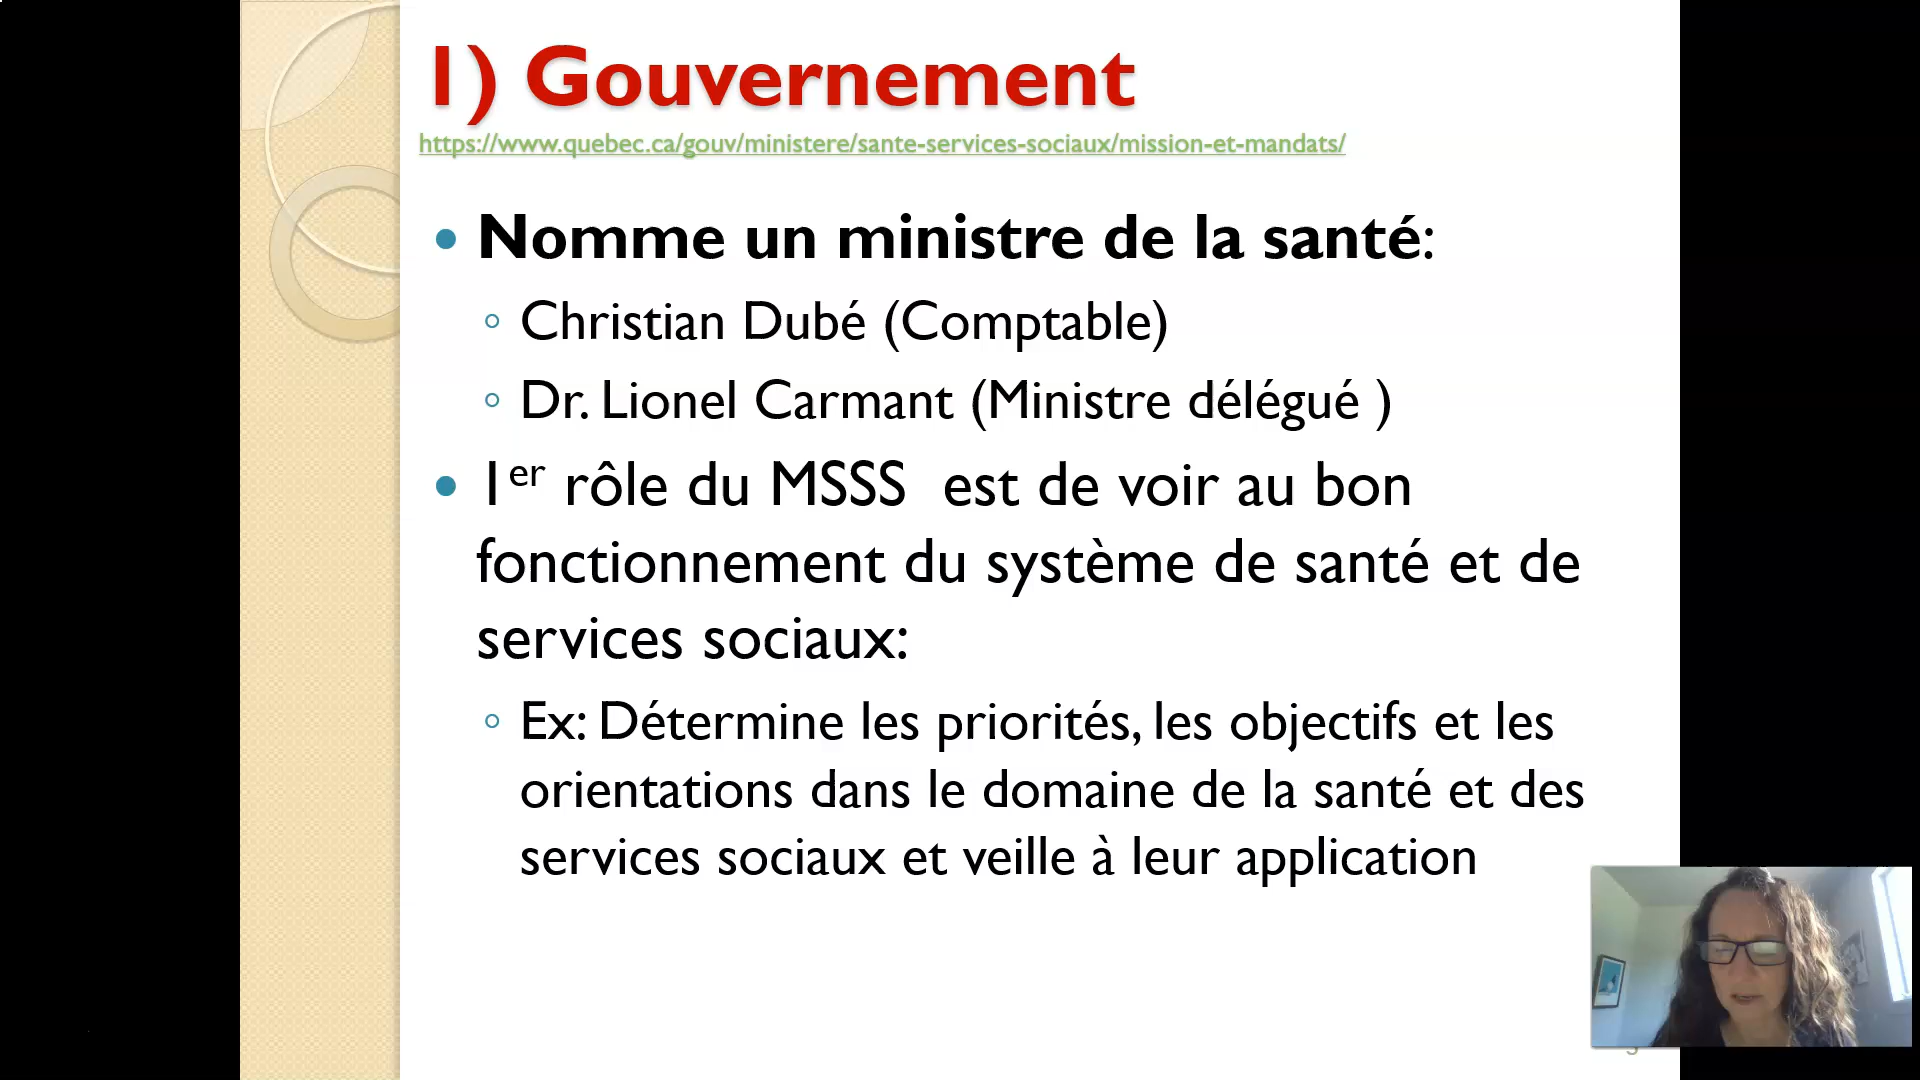 1) Gouvernement
https://www.quebec.ca/gouv/ministere/sante-services-sociaux/mission-et-mandats/
• Nomme un ministre de la santé:
◦ Christian Dubé (Comptable)
◦ Dr. Lionel Carmant (Ministre délégué )
• 1er rôle du MSSS est de voir au bon
fonctionnement du système de santé et de
services sociaux:
◦ Ex: Détermine les priorités, les objectifs et les
orientations dans le domaine de la santé et des
services sociaux et veille à leur application